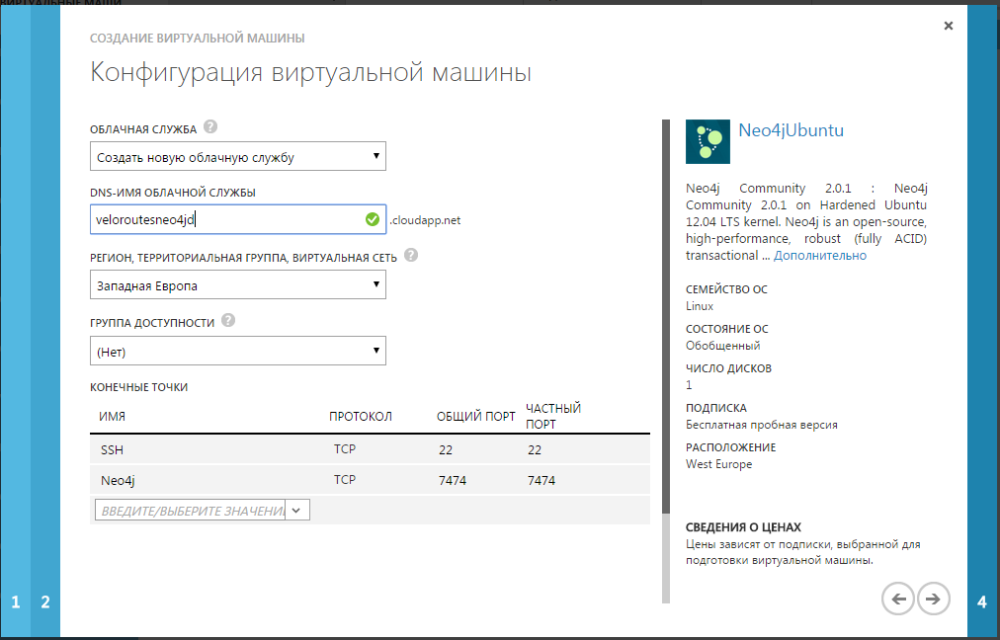 ВИРТУАЛЬНЫЕ МАШИ
СОЗДАНИЕ ВИРТУАЛЬНОЙ МАШИНЫ
Конфигурация виртуальной машины
ОБЛАЧНАЯ СЛУЖБА ?
Создать новую облачную службу
DNS-ИМЯ ОБЛАЧНОЙ СЛУЖБЫ
veloroutesneo4jd .cloudapp.net
РЕГИОН, ТЕРРИТОРИАЛЬНАЯ ГРУППА, ВИРТУАЛЬНАЯ СЕТЬ ?
Западная Европа
ГРУППА ДОСТУПНОСТИ ?
(Нет)
КОНЕЧНЫЕ ТОЧКИ
ИМЯ ПРОТОКОЛ ОБЩИЙ ПОРТ ЧАСТНЫЙ
ПОРТ
SSH TCP 22 22
Neo4j TCP 7474 7474
ВВЕДИТЕ/ВЫБЕРИТЕ ЗНАЧЕНИ
Neo4jUbuntu
Neo4j Community 2.0.1 : Neo4j
Community 2.0.1 on Hardened Ubuntu
12.04 LTS kernel. Neo4j is an open-source,
high-performance, robust (fully ACID)
transactional ... Дополнительно
СЕМЕЙСТВО ОС
Linux
СОСТОЯНИЕ ОС
Обобщенный
ЧИСЛО ДИСКОВ
1
ПОДПИСКА
Бесплатная пробная версия
РАСПОЛОЖЕНИЕ
West Europe
СВЕДЕНИЯ О ЦЕНАХ
Цены зависят от подписки, выбранной для
подготовки виртуальной машины.
1 2 4